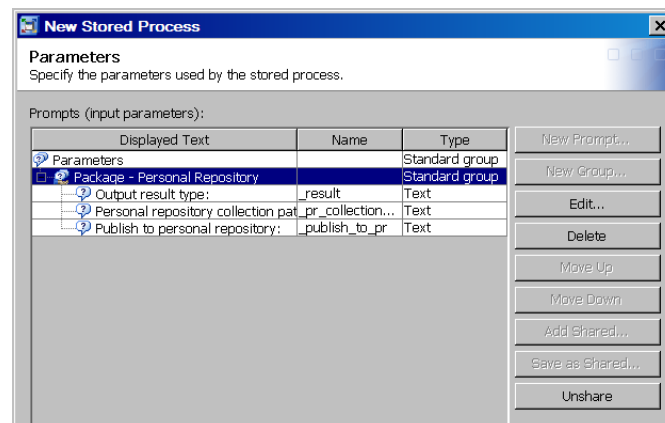 New Stored Process
Parameters
Specify the parameters used by the stored process.
Prompts (input parameters):
Displayed Text Name Type
Parameters Standard group
Package - Personal Repository Standard group
Output result type: _result Text
Personal repository collection pat _pr_collection... Text
Publish to personal repository: _publish_to_pr Text
New Prompt...
New Group...
Edit...
Delete
Move Up
Move Down
Add Shared...
Save as Shared...
Unshare